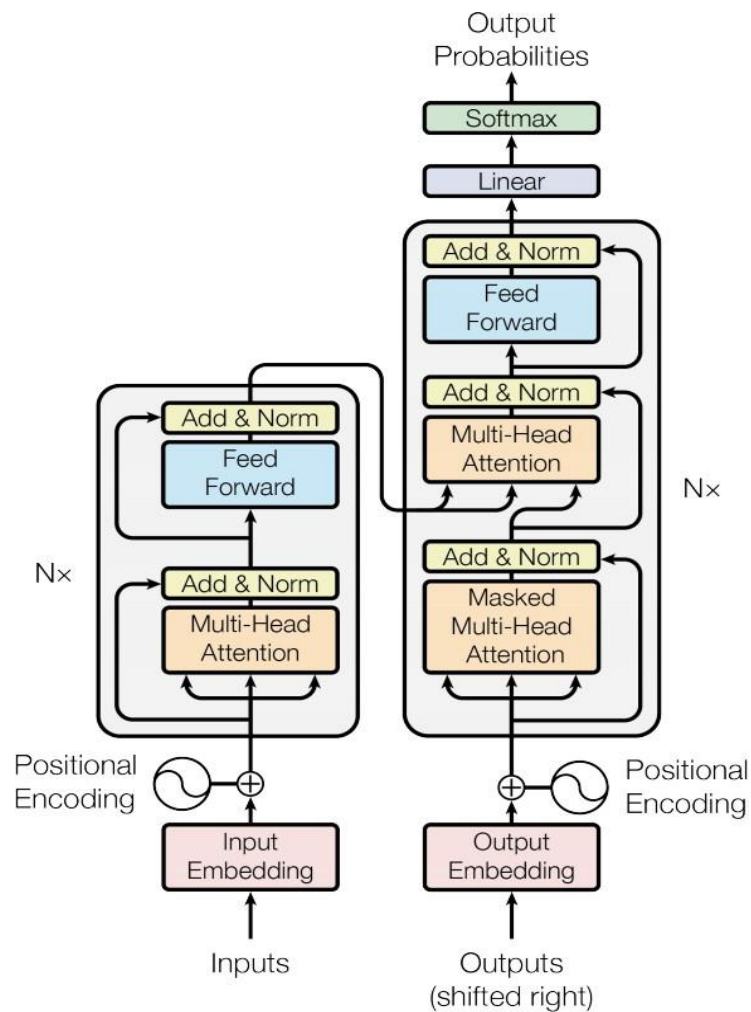 Output
Probabilities
Softmax
Linear
Add & Norm
Feed
Forward
Add & Norm
Multi-Head
Attention
Nx
Add & Norm
Masked
Multi-Head
Attention
Add & Norm
Feed
Forward
Nx
Add & Norm
Multi-Head
Attention
Positional
Encoding
Positional
Encoding
Input
Embedding
Output
Embedding
Inputs
Outputs
(shifted right)